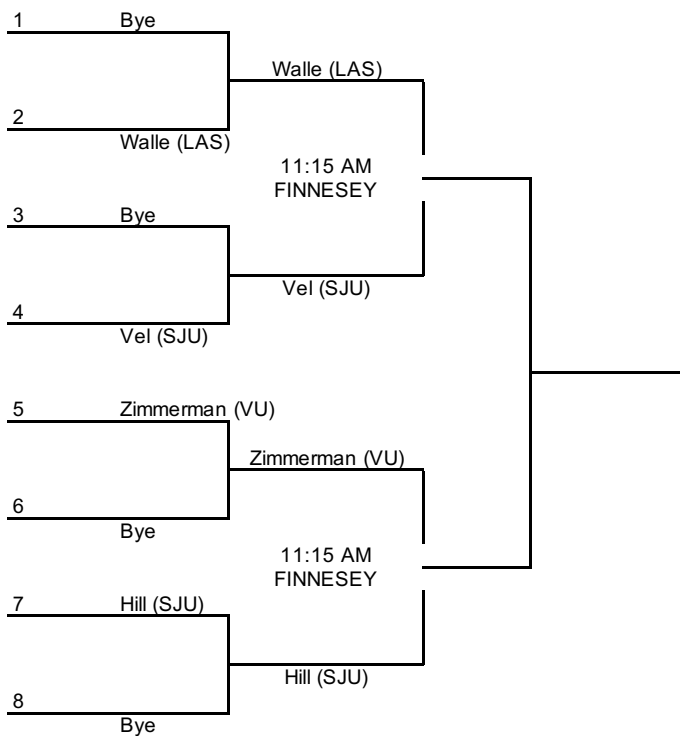 1 Bye
Walle (LAS)
2
Walle (LAS)
11:15 AM
FINNESEY
3 Bye
Vel (SJU)
4
Vel (SJU)
5 Zimmerman (VU)
Zimmerman (VU)
6
Bye
11:15 AM
FINNESEY
7 Hill (SJU)
Hill (SJU)
8
Bye